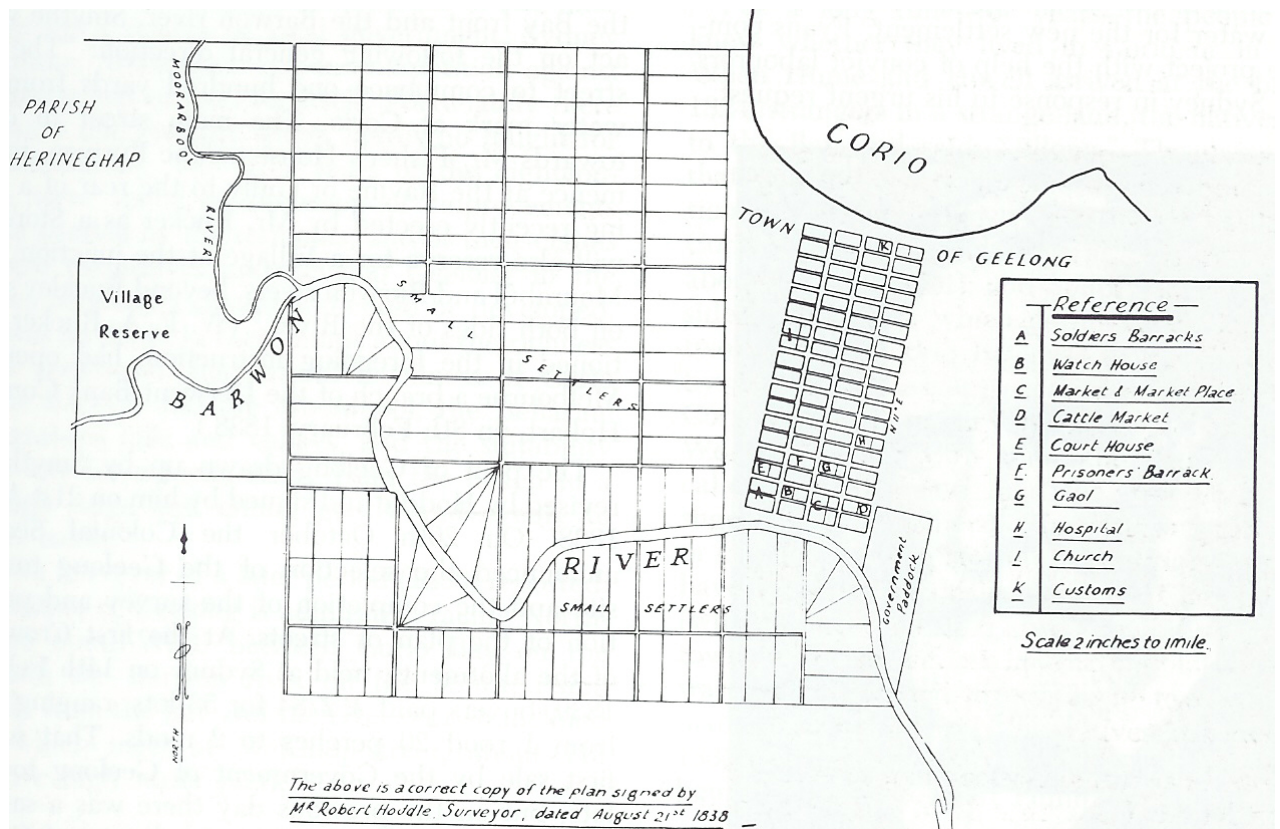 PARISH
OF
HERINEGHAP
MOORARBOOL
RIVER
CORIO
TOWN
OF GEELONG
K
I
I
H
E
F
G
A
B
C
D
Village
Reserve
BARWON
SMALL
SETTLERS
RIVER
SMALL SETTLERS
Government
Paddock
Reference
A Soldiers Barracks
B Watch House
C Market & Market Place
D Cattle Market
E Court House
F. Prisoners' Barrack.
G Gaol
H Hospital
I Church
K Customs
Scale 2 inches to 1 mile.
The above is a correct copy of the plan signed by
Mr Robert Hoddle, Surveyor, dated August 21st 1838